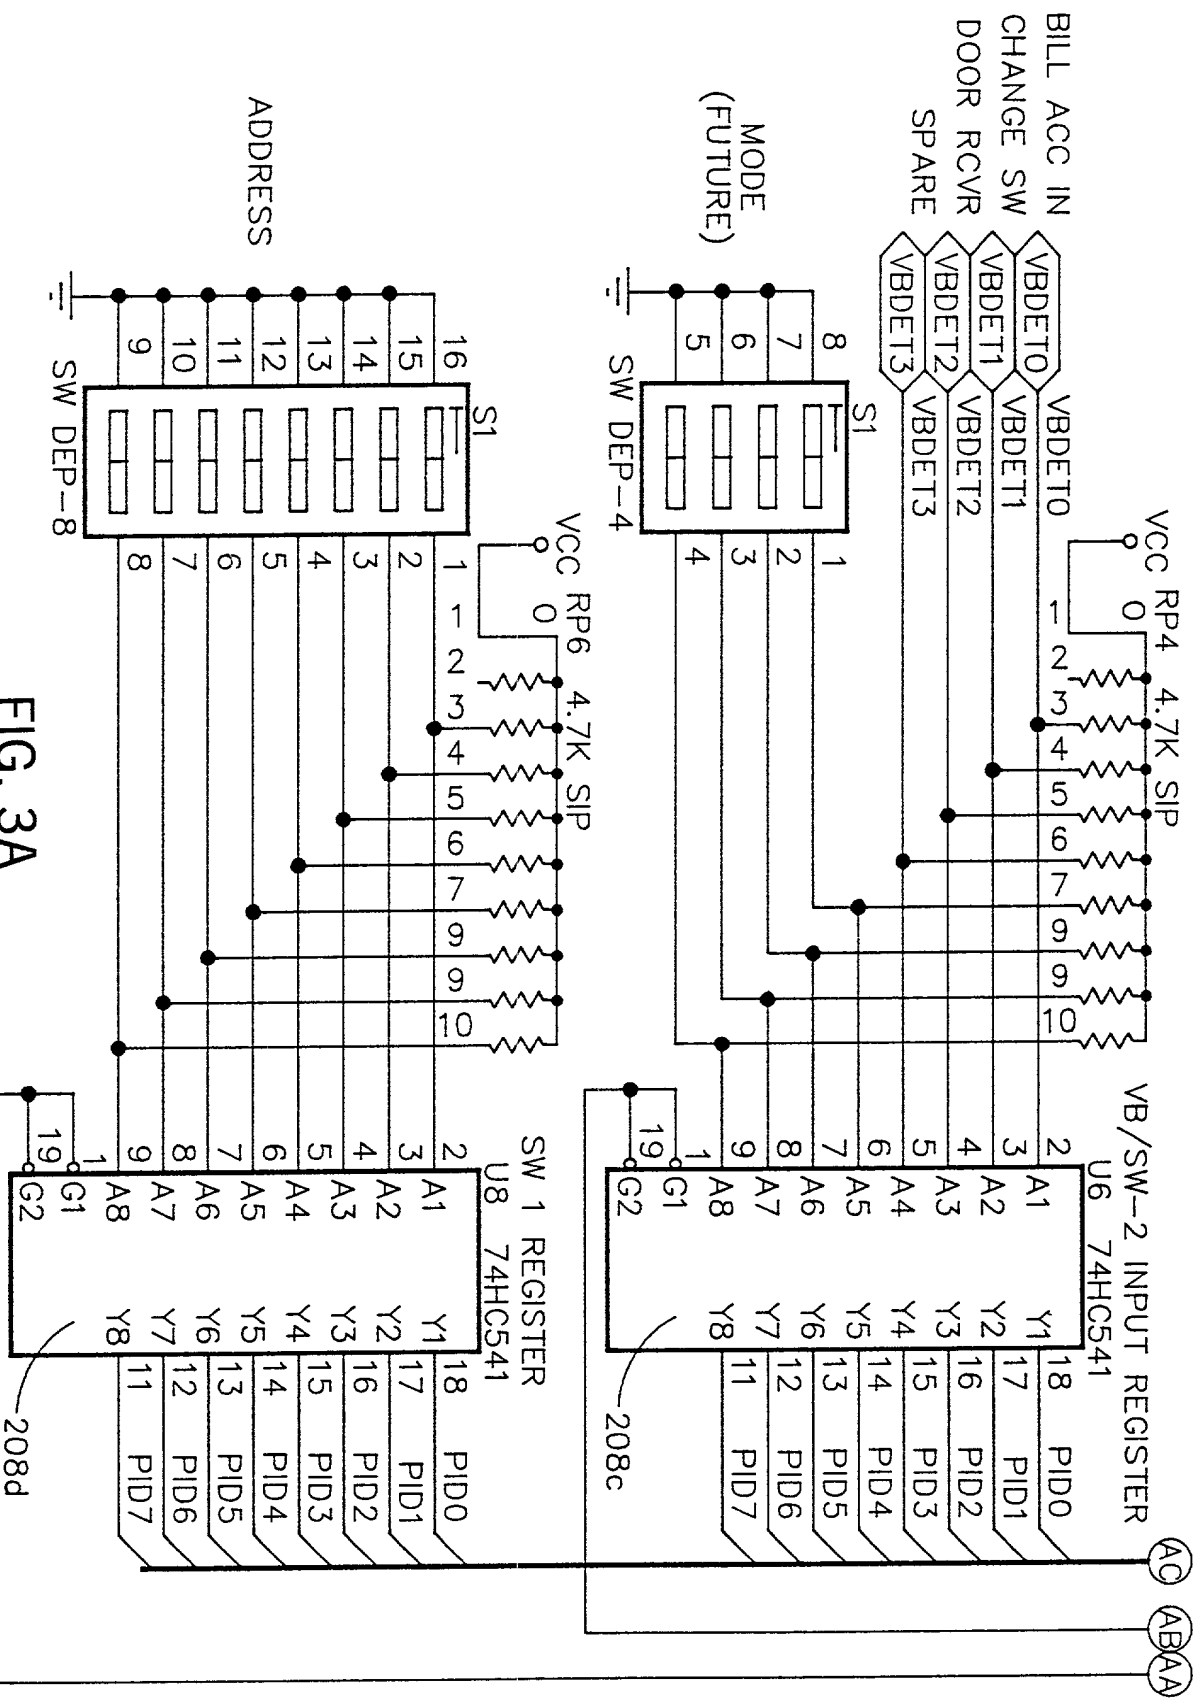 BILL ACC IN
CHANGE SW
DOOR RCVR
SPARE
VBDET0
VBDET1
VBDET2
VBDET3
VBDET0
VBDET1
VBDET2
VBDET3
VCC
RP4 4.7K SIP
0
1
2
3
4
5
6
7
9
9
10
VB/SW-2 INPUT REGISTER
U6 74HC541
2 A1 Y1 18 PID0
3 A2 Y2 17 PID1
4 A3 Y3 16 PID2
5 A4 Y4 15 PID3
6 A5 Y5 14 PID4
7 A6 Y6 13 PID5
8 A7 Y7 12 PID6
9 A8 Y8 11 PID7
1 G1
19 G2
208c
AC
AB
AA
MODE
(FUTURE)
S1
8 1
7 2
6 3
5 4
SW DEP-4
VCC
RP6 4.7K SIP
0
1
2
3
4
5
6
7
9
9
10
ADDRESS
S1
16 1
15 2
14 3
13 4
12 5
11 6
10 7
9 8
SW DEP-8
SW 1 REGISTER
U8 74HC541
2 A1 Y1 18 PID0
3 A2 Y2 17 PID1
4 A3 Y3 16 PID2
5 A4 Y4 15 PID3
6 A5 Y5 14 PID4
7 A6 Y6 13 PID5
8 A7 Y7 12 PID6
9 A8 Y8 11 PID7
1 G1
19 G2
208d
FIG. 3A